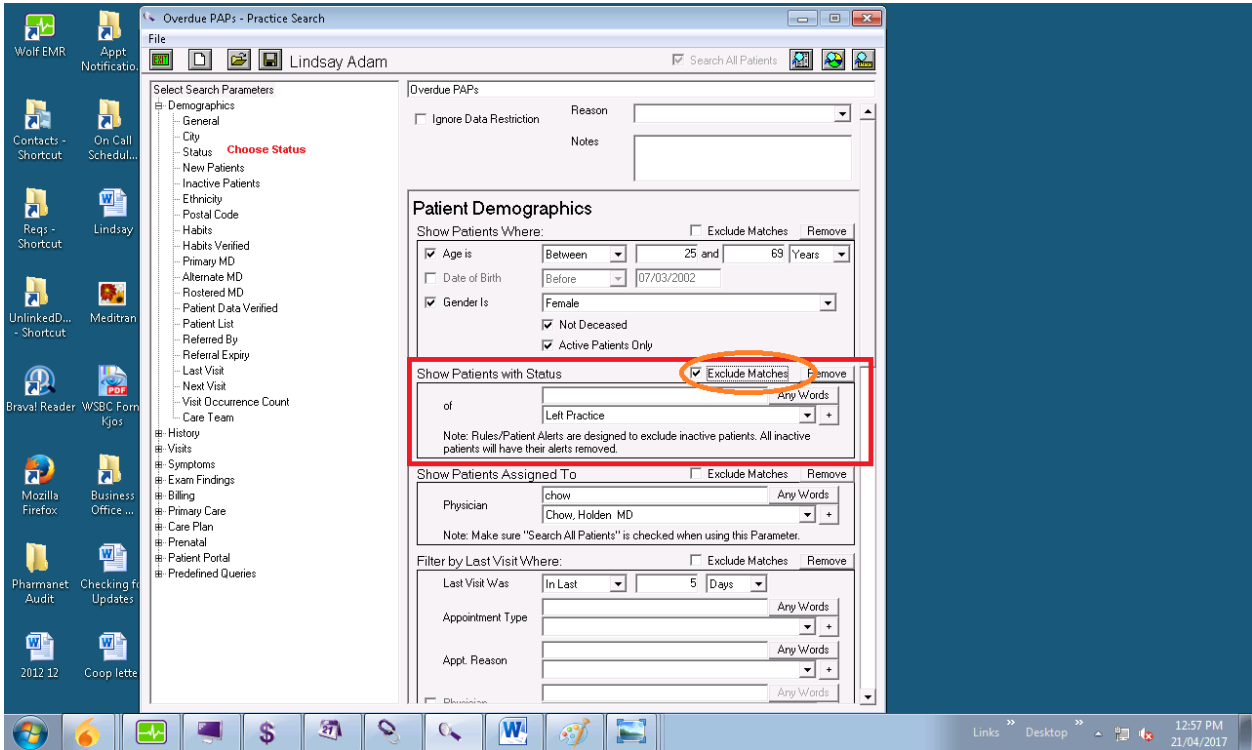 Overdue PAPs - Practice Search
File
EXIT
Lindsay Adam
Search All Patients
Select Search Parameters
Demographics
General
City
Status Choose Status
New Patients
Inactive Patients
Ethnicity
Postal Code
Habits
Habits Verified
Primary MD
Alternate MD
Rostered MD
Patient Data Verified
Patient List
Referred By
Referral Expiry
Last Visit
Next Visit
Visit Occurrence Count
Care Team
History
Visits
Symptoms
Exam Findings
Billing
Primary Care
Care Plan
Prenatal
Patient Portal
Predefined Queries
Overdue PAPs
Ignore Data Restriction
Reason
Notes
Patient Demographics
Show Patients Where: Exclude Matches Remove
Age is Between 25 and 69 Years
Date of Birth Before 07/03/2002
Gender Is Female
Not Deceased
Active Patients Only
Show Patients with Status Exclude Matches Remove
Any Words
of
Left Practice +
Note: Rules/Patient Alerts are designed to exclude inactive patients. All inactive
patients will have their alerts removed.
Show Patients Assigned To Exclude Matches Remove
chow Any Words
Physician
Chow, Holden MD +
Note: Make sure "Search All Patients" is checked when using this Parameter.
Filter by Last Visit Where: Exclude Matches Remove
Last Visit Was In Last 5 Days
Any Words
Appointment Type
+
Any Words
Appt. Reason
+
Physician Any Words
Wolf EMR
Appt
Notificatio...
Contacts -
Shortcut
On Call
Schedul...
Reqs -
Shortcut
Lindsay
UnlinkedD...
- Shortcut
Meditran
Brava! Reader
WSBC Forn
Kjos
Mozilla
Firefox
Business
Office ...
Pharmanet
Audit
Checking fo
Updates
2012 12
Coop lette
Links »
Desktop »
12:57 PM
21/04/2017